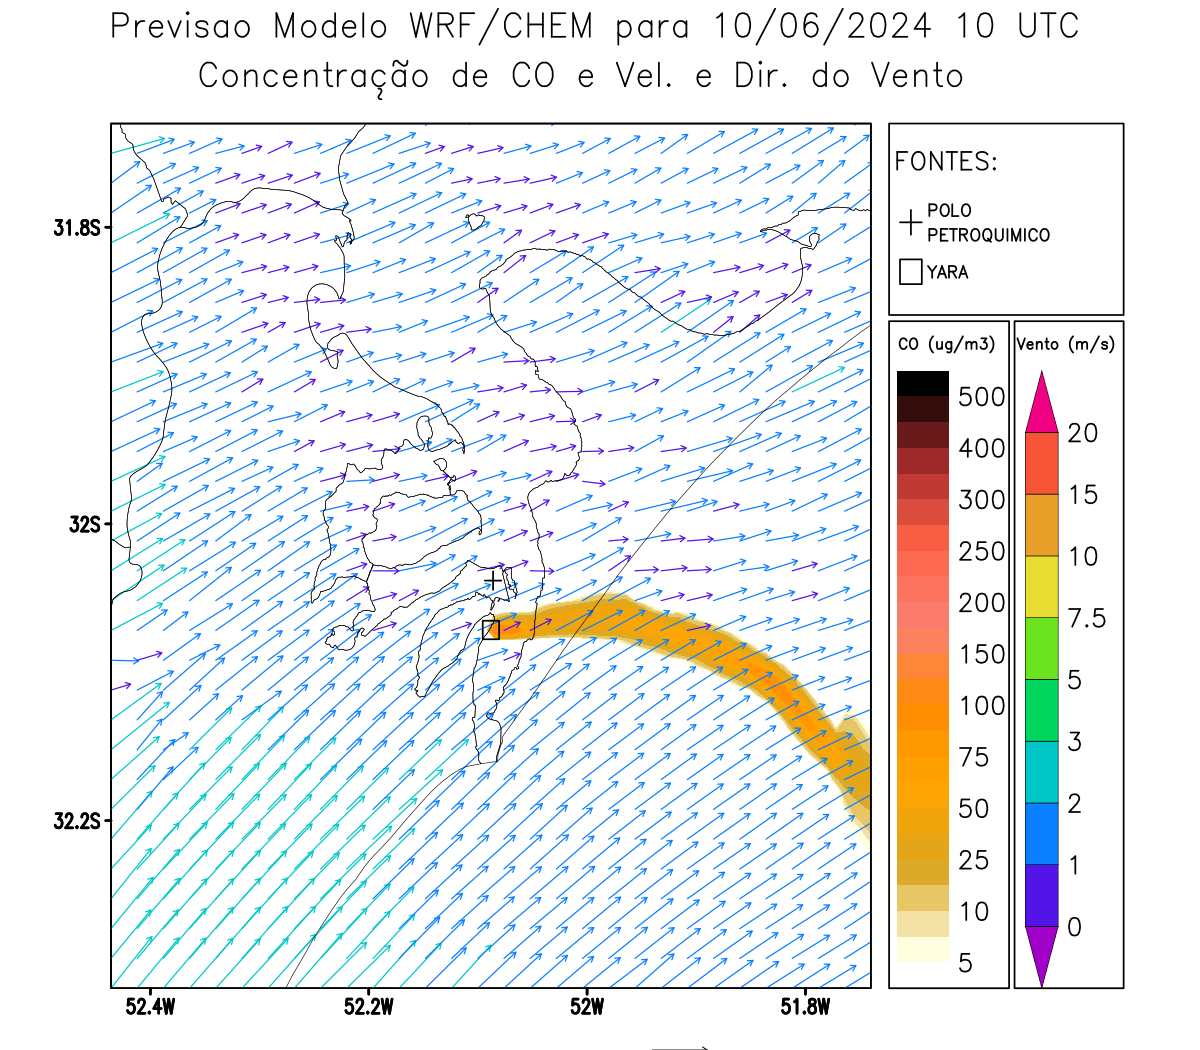 Previsao Modelo WRF/CHEM para 10/06/2024 10 UTC
Concentração de CO e Vel. e Dir. do Vento
FONTES:
POLO
PETROQUIMICO
YARA
CO (ug/m3)
500
400
300
250
200
150
100
75
50
25
10
5
Vento (m/s)
20
15
10
7.5
5
3
2
1
0
31.8S
32S
32.2S
52.4W
52.2W
52W
51.8W